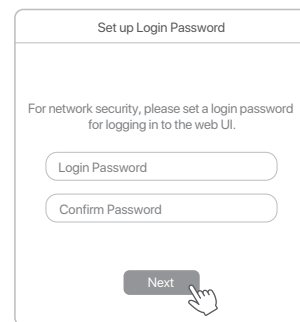 Set up Login Password
For network security, please set a login password
for logging in to the web UI.
Login Password
Confirm Password
Next